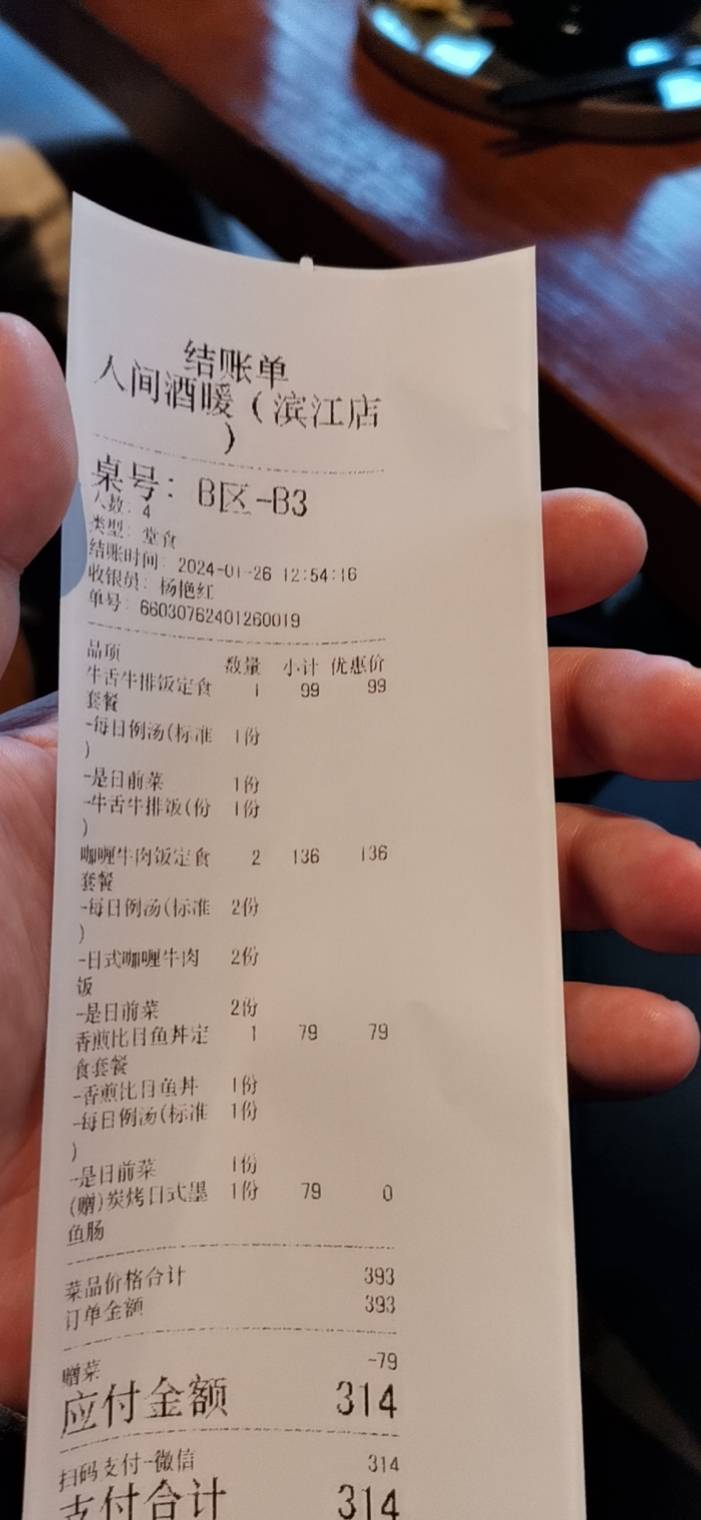 结账单
人间酒暖（滨江店
）
桌号：B区-B3
人数：4
类型：堂食
结账时间：2024-01-26 12:54:16
收银员：杨艳红
单号：66030762401260019
品项 数量 小计 优惠价
牛舌牛排饭定食 1 99 99
套餐
-每日例汤(标准 1份
)
-是日前菜 1份
-牛舌牛排饭(份 1份
)
咖喱牛肉饭定食 2 136 136
套餐
-每日例汤(标准 2份
)
-日式咖喱牛肉 2份
饭
-是日前菜 2份
香煎比目鱼丼定 1 79 79
食套餐
-香煎比目鱼丼 1份
-每日例汤(标准 1份
)
-是日前菜 1份
(赠)炭烤日式墨 1份 79 0
鱼肠
菜品价格合计 393
订单金额 393
赠菜 -79
应付金额 314
扫码支付-微信 314
支付合计 314